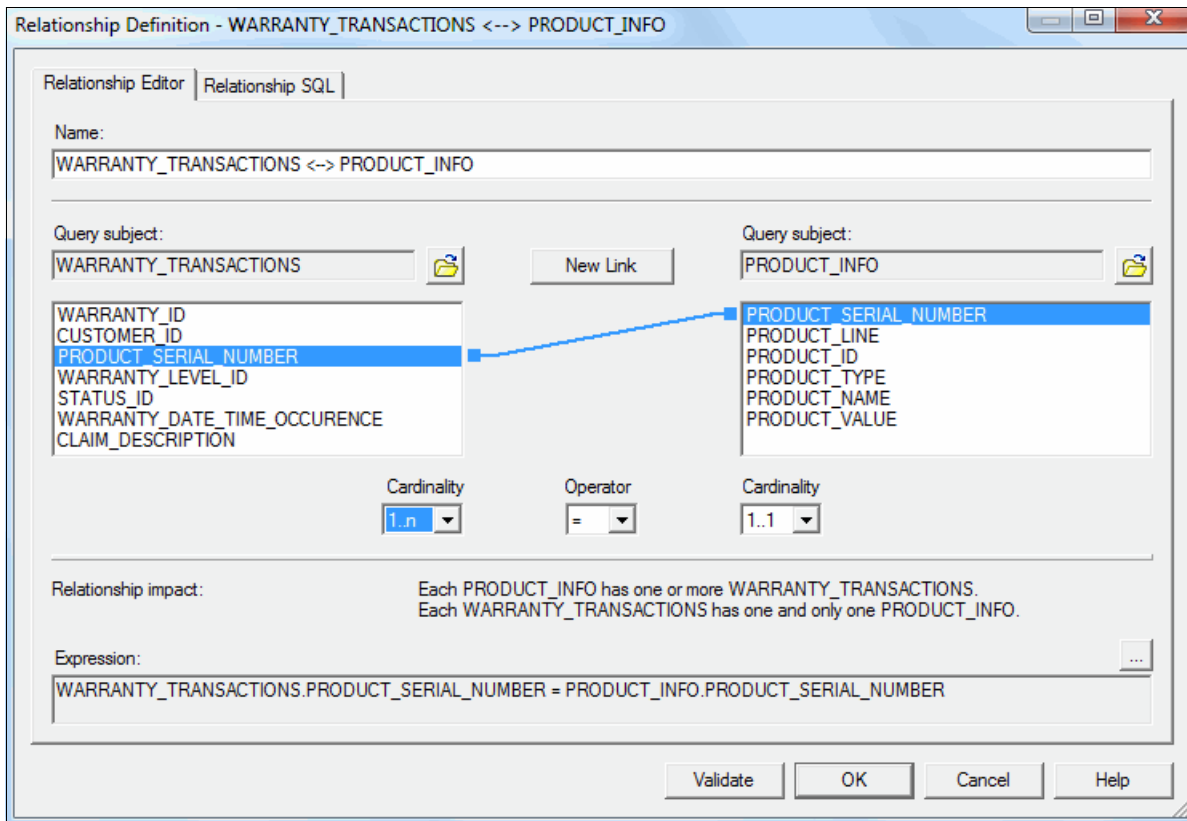 Relationship Definition - WARRANTY_TRANSACTIONS <--> PRODUCT_INFO
Relationship Editor
Relationship SQL
Name:
WARRANTY_TRANSACTIONS <--> PRODUCT_INFO
Query subject:
Query subject:
WARRANTY_TRANSACTIONS
New Link
PRODUCT_INFO
WARRANTY_ID
CUSTOMER_ID
PRODUCT_SERIAL_NUMBER
WARRANTY_LEVEL_ID
STATUS_ID
WARRANTY_DATE_TIME_OCCURENCE
CLAIM_DESCRIPTION
PRODUCT_SERIAL_NUMBER
PRODUCT_LINE
PRODUCT_ID
PRODUCT_TYPE
PRODUCT_NAME
PRODUCT_VALUE
Cardinality
Operator
Cardinality
1..n
=
1..1
Relationship impact:
Each PRODUCT_INFO has one or more WARRANTY_TRANSACTIONS.
Each WARRANTY_TRANSACTIONS has one and only one PRODUCT_INFO.
Expression:
...
WARRANTY_TRANSACTIONS.PRODUCT_SERIAL_NUMBER = PRODUCT_INFO.PRODUCT_SERIAL_NUMBER
Validate
OK
Cancel
Help